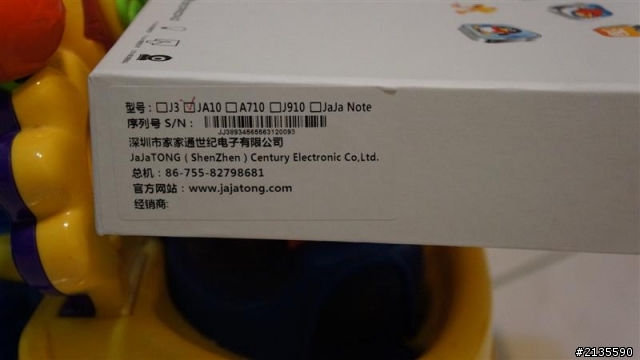 型号: □J3 ☑JA10 □A710 □J910 □JaJa Note
序列号 S/N:
JJ38934665563120093
深圳市家家通世纪电子有限公司
JaJaTONG ( ShenZhen ) Century Electronic Co,Ltd.
总机: 86-755-82798681
官方网站: www.jajatong.com
经销商:
#2135590